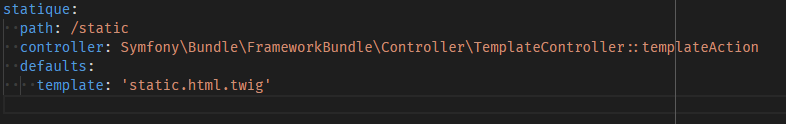 statique:
  path: /static
  controller: Symfony\Bundle\FrameworkBundle\Controller\TemplateController::templateAction
  defaults:
    template: 'static.html.twig'